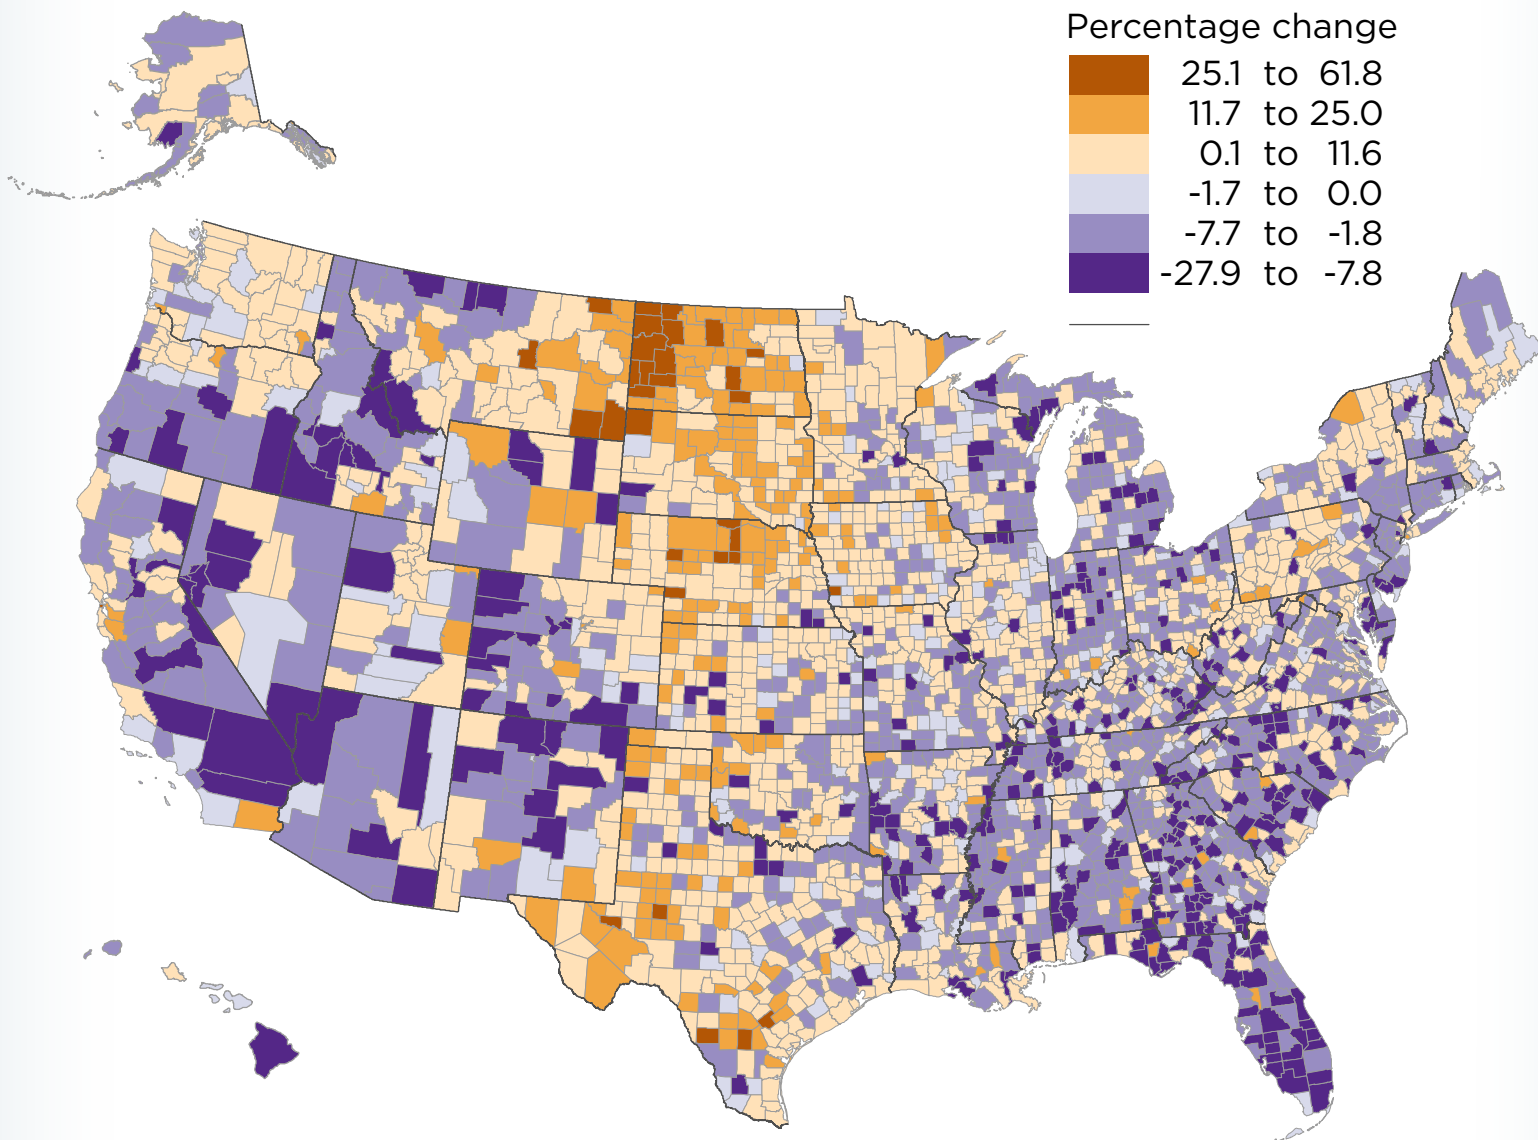 Percentage change
25.1 to 61.8
11.7 to 25.0
0.1 to 11.6
-1.7 to 0.0
-7.7 to -1.8
-27.9 to -7.8